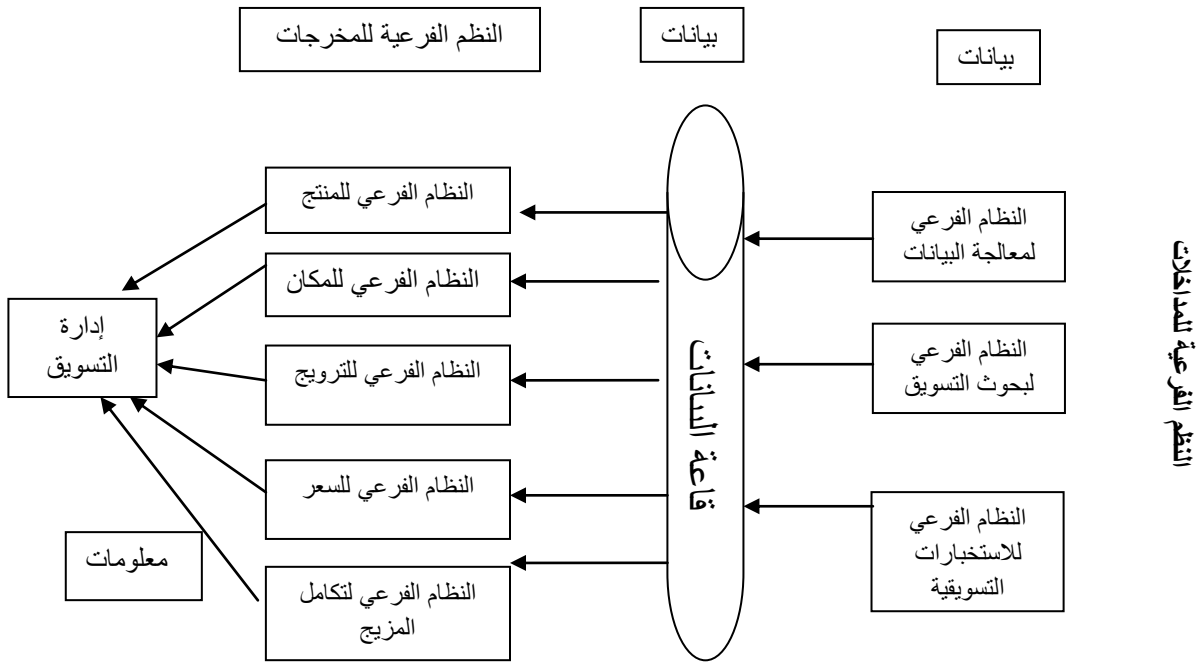 النظم الفرعية للمخرجات
بيانات
بيانات
النظم الفرعية للمداخلات
النظام الفرعي
لمعالجة البيانات
النظام الفرعي
لبحوث التسويق
النظام الفرعي
للاستخبارات
التسويقية
قاعة البيانات
النظام الفرعي للمنتج
النظام الفرعي للمكان
النظام الفرعي للترويج
النظام الفرعي للسعر
النظام الفرعي لتكامل
المزيج
إدارة
التسويق
معلومات